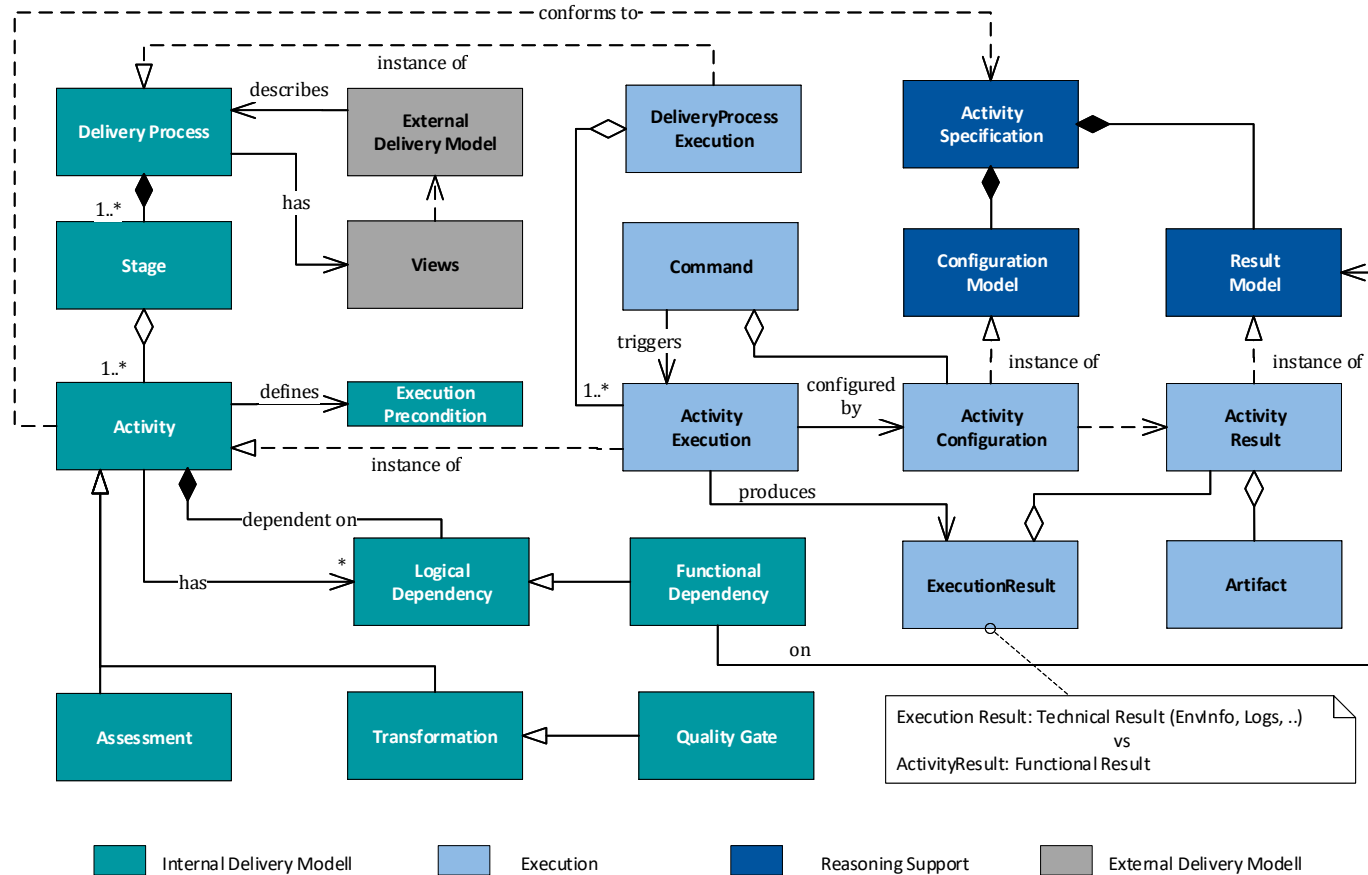 conforms to
instance of
describes
Delivery Process
External
Delivery Model
DeliveryProcess
Execution
Activity
Specification
has
1..*
Stage
Views
Command
Configuration
Model
Result
Model
triggers
instance of
instance of
1..*
defines
Execution
Precondition
1..*
configured
by
Activity
Activity
Execution
Activity
Configuration
Activity
Result
instance of
produces
dependent on
*
has
Logical
Dependency
Functional
Dependency
ExecutionResult
Artifact
on
Assessment
Transformation
Quality Gate
Execution Result: Technical Result (EnvInfo, Logs, ..)
vs
ActivityResult: Functional Result
Internal Delivery Modell
Execution
Reasoning Support
External Delivery Modell